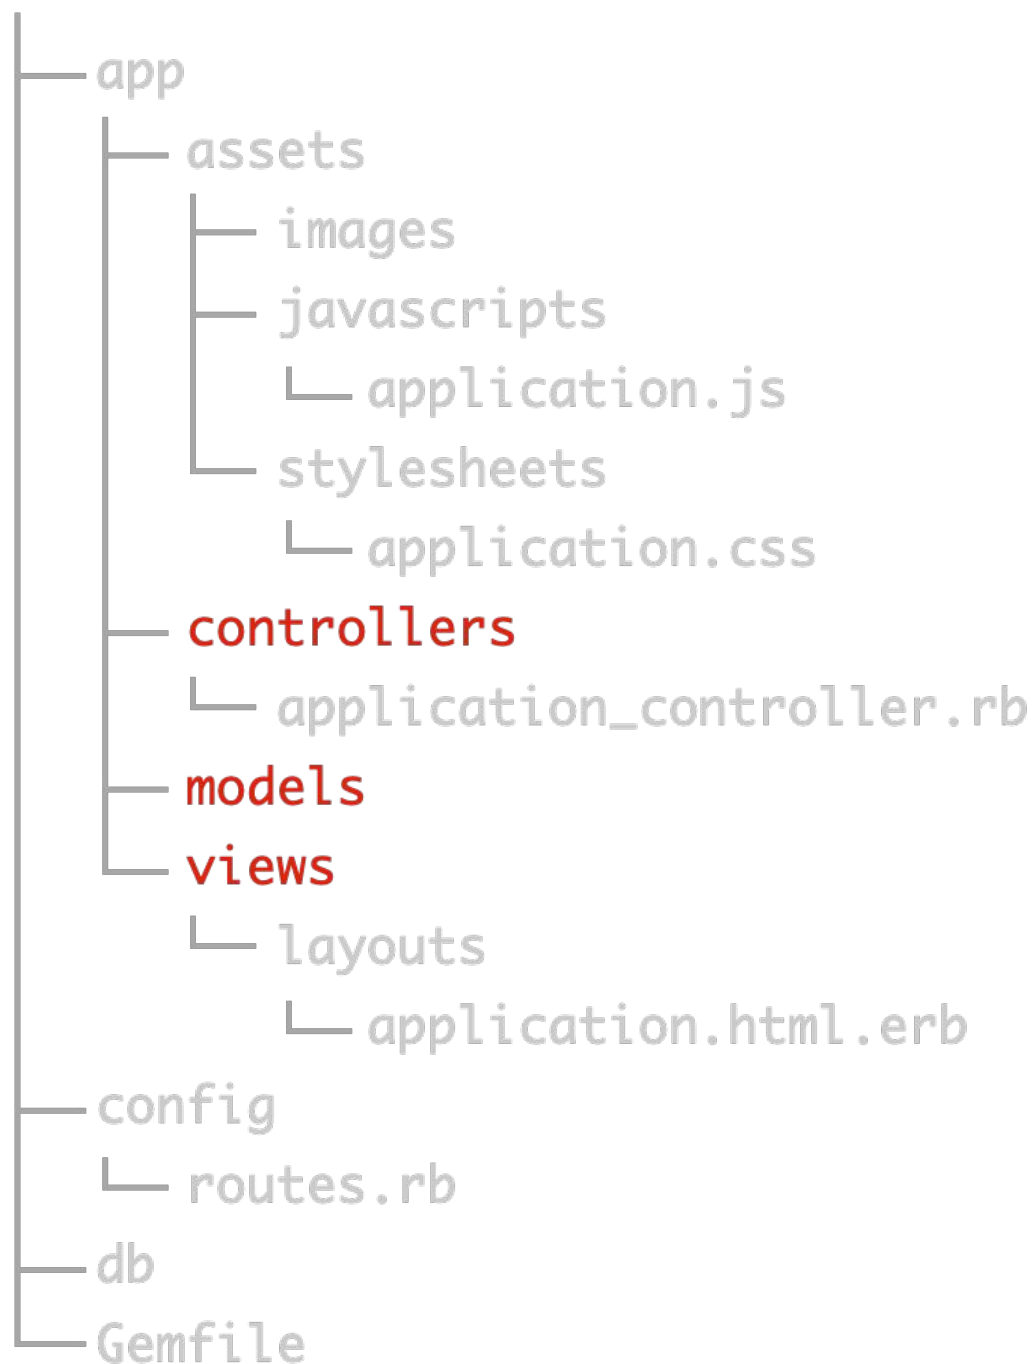 app
assets
images
javascripts
application.js
stylesheets
application.css
controllers
application_controller.rb
models
views
layouts
application.html.erb
config
routes.rb
db
Gemfile